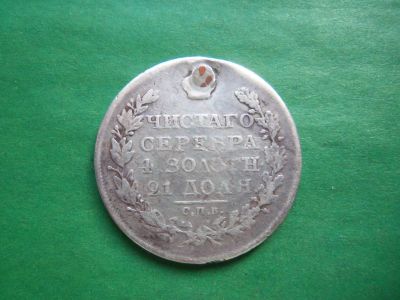 ЧИСТАГО
СЕРЕБРА
4 ЗОЛОТН
21 ДОЛЯ
С.П.Б.